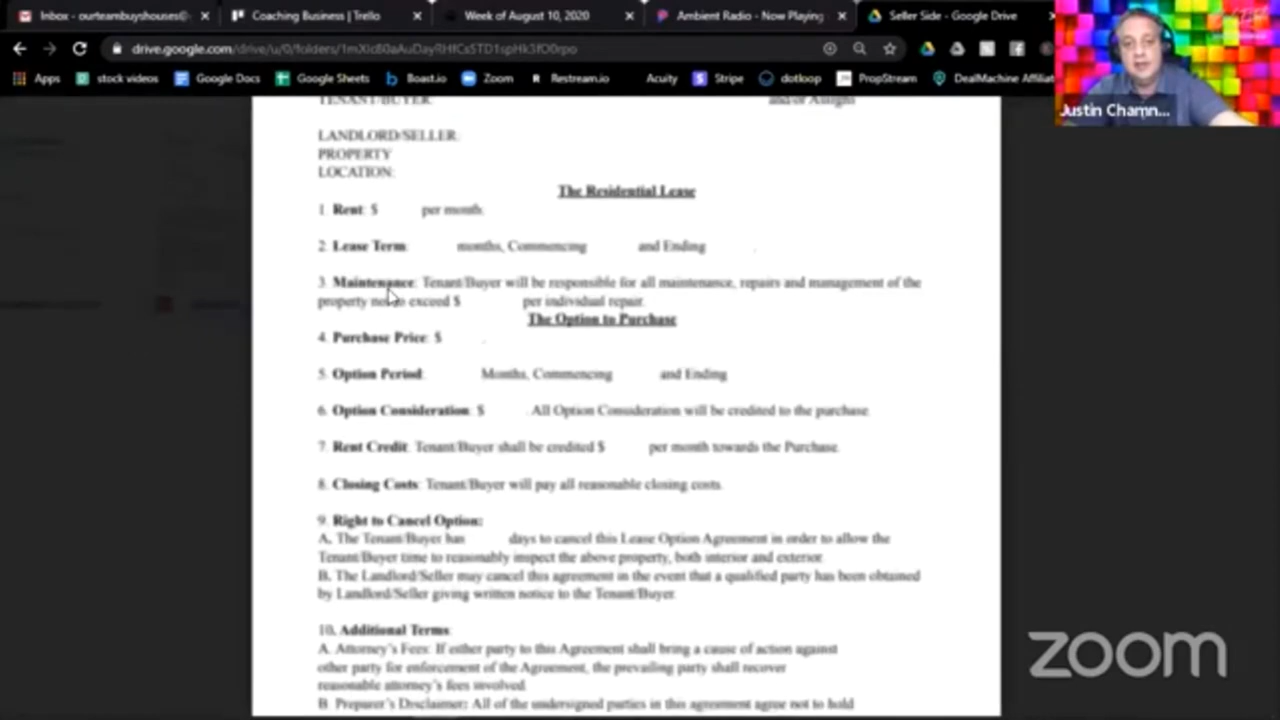 Inbox - ourteambuyshouses@
Coaching Business | Trello
Week of August 10, 2020
Ambient Radio - Now Playing
Seller Side - Google Drive
drive.google.com/drive/u/0/folders/
Apps
stock videos
Google Docs
Google Sheets
Boast.io
Zoom
Restream.io
Acuity
Stripe
dotloop
PropStream
DealMachine Affiliat
Justin Chamn...
TENANT/BUYER and/or Assigns
LANDLORD/SELLER:
PROPERTY
LOCATION:
The Residential Lease
1. Rent: $ per month.
2. Lease Term: months, Commencing and Ending .
3. Maintenance: Tenant/Buyer will be responsible for all maintenance, repairs and management of the
property not to exceed $ per individual repair.
The Option to Purchase
4. Purchase Price: $ .
5. Option Period: Months, Commencing and Ending
6. Option Consideration: $ . All Option Consideration will be credited to the purchase.
7. Rent Credit: Tenant/Buyer shall be credited $ per month towards the Purchase.
8. Closing Costs: Tenant/Buyer will pay all reasonable closing costs.
9. Right to Cancel Option:
A. The Tenant/Buyer has days to cancel this Lease Option Agreement in order to allow the
Tenant/Buyer time to reasonably inspect the above property, both interior and exterior.
B. The Landlord/Seller may cancel this agreement in the event that a qualified party has been obtained
by Landlord/Seller giving written notice to the Tenant/Buyer.
10. Additional Terms:
A. Attorney's Fees: If either party to this Agreement shall bring a cause of action against
other party for enforcement of the Agreement, the prevailing party shall recover
reasonable attorney's fees involved.
B. Preparer's Disclaimer: All of the undersigned parties in this agreement agree not to hold
zoom